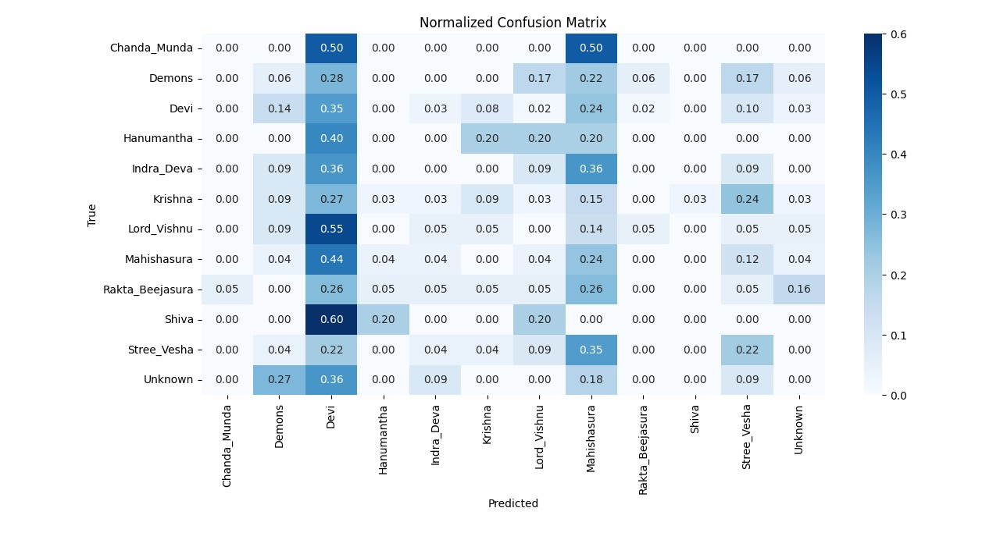 Normalized Confusion Matrix
Chanda_Munda 0.00 0.00 0.50 0.00 0.00 0.00 0.00 0.50 0.00 0.00 0.00 0.00
Demons 0.00 0.06 0.28 0.00 0.00 0.00 0.17 0.22 0.06 0.00 0.17 0.06
Devi 0.00 0.14 0.35 0.00 0.03 0.08 0.02 0.24 0.02 0.00 0.10 0.03
Hanumantha 0.00 0.00 0.40 0.00 0.00 0.20 0.20 0.20 0.00 0.00 0.00 0.00
Indra_Deva 0.00 0.09 0.36 0.00 0.00 0.00 0.09 0.36 0.00 0.00 0.09 0.00
Krishna 0.00 0.09 0.27 0.03 0.03 0.09 0.03 0.15 0.00 0.03 0.24 0.03
Lord_Vishnu 0.00 0.09 0.55 0.00 0.05 0.05 0.00 0.14 0.05 0.00 0.05 0.05
Mahishasura 0.00 0.04 0.44 0.04 0.04 0.00 0.04 0.24 0.00 0.00 0.12 0.04
Rakta_Beejasura 0.05 0.00 0.26 0.05 0.05 0.05 0.05 0.26 0.00 0.00 0.05 0.16
Shiva 0.00 0.00 0.60 0.20 0.00 0.00 0.20 0.00 0.00 0.00 0.00 0.00
Stree_Vesha 0.00 0.04 0.22 0.00 0.04 0.04 0.09 0.35 0.00 0.00 0.22 0.00
Unknown 0.00 0.27 0.36 0.00 0.09 0.00 0.00 0.18 0.00 0.00 0.09 0.00
True
Chanda_Munda
Demons
Devi
Hanumantha
Indra_Deva
Krishna
Lord_Vishnu
Mahishasura
Rakta_Beejasura
Shiva
Stree_Vesha
Unknown
Predicted
0.6
0.5
0.4
0.3
0.2
0.1
0.0